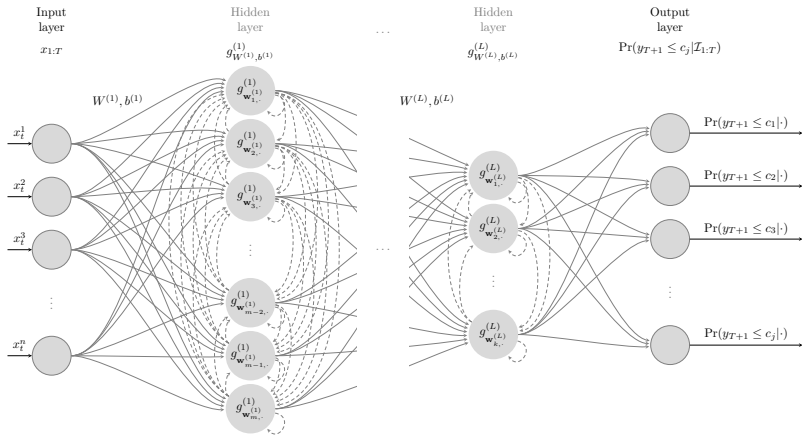 Input
layer
x_{1:T}
Hidden
layer
g^{(1)}_{W^{(1)},b^{(1)}}
...
Hidden
layer
g^{(L)}_{W^{(L)},b^{(L)}}
Output
layer
Pr(y_{T+1} ≤ c_j|𝓘_{1:T})
W^{(1)}, b^{(1)}
W^{(L)}, b^{(L)}
x_t^1
x_t^2
x_t^3
⋮
x_t^n
g^{(1)}_{w^{(1)}_{1,·}}
g^{(1)}_{w^{(1)}_{2,·}}
g^{(1)}_{w^{(1)}_{3,·}}
⋮
g^{(1)}_{w^{(1)}_{m−2,·}}
g^{(1)}_{w^{(1)}_{m−1,·}}
g^{(1)}_{w^{(1)}_{m,·}}
...
g^{(L)}_{w^{(L)}_{1,·}}
g^{(L)}_{w^{(L)}_{2,·}}
⋮
g^{(L)}_{w^{(L)}_{k,·}}
Pr(y_{T+1} ≤ c_1|·)
Pr(y_{T+1} ≤ c_2|·)
Pr(y_{T+1} ≤ c_3|·)
⋮
Pr(y_{T+1} ≤ c_j|·)